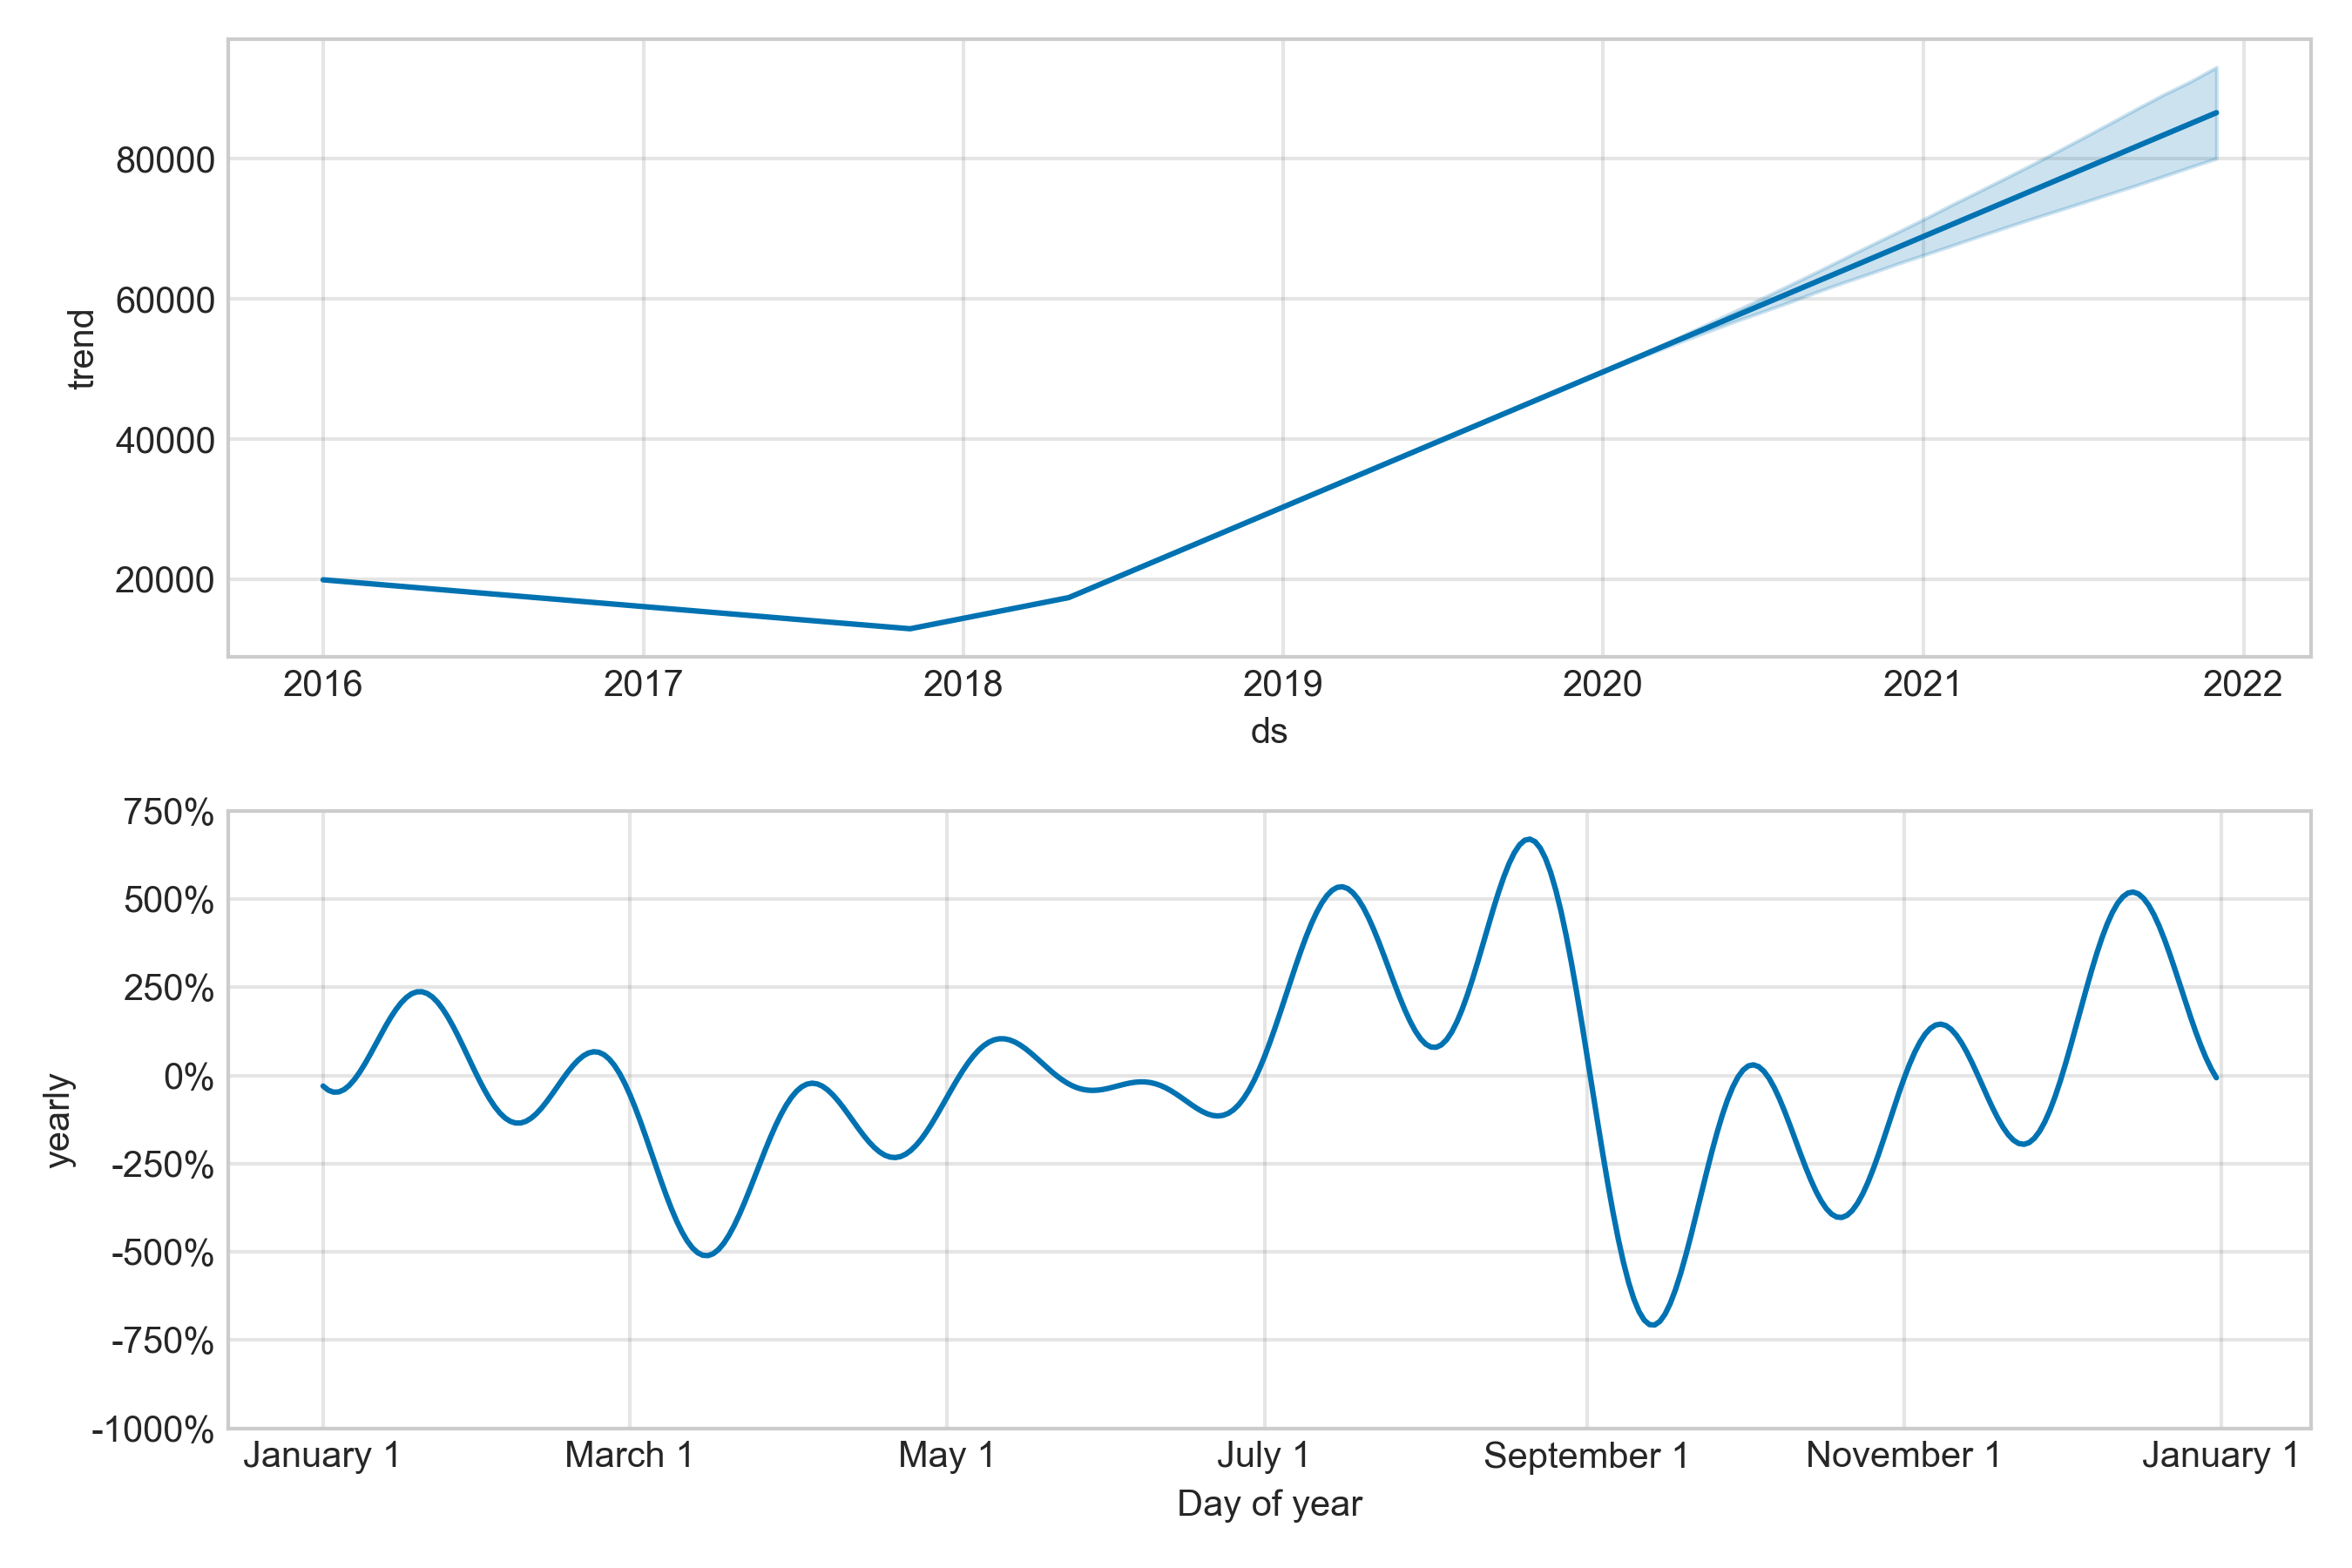 80000
60000
40000
20000
trend
2016 2017 2018 2019 2020 2021 2022
ds
750%
500%
250%
0%
-250%
-500%
-750%
-1000%
yearly
January 1 March 1 May 1 July 1 September 1 November 1 January 1
Day of year